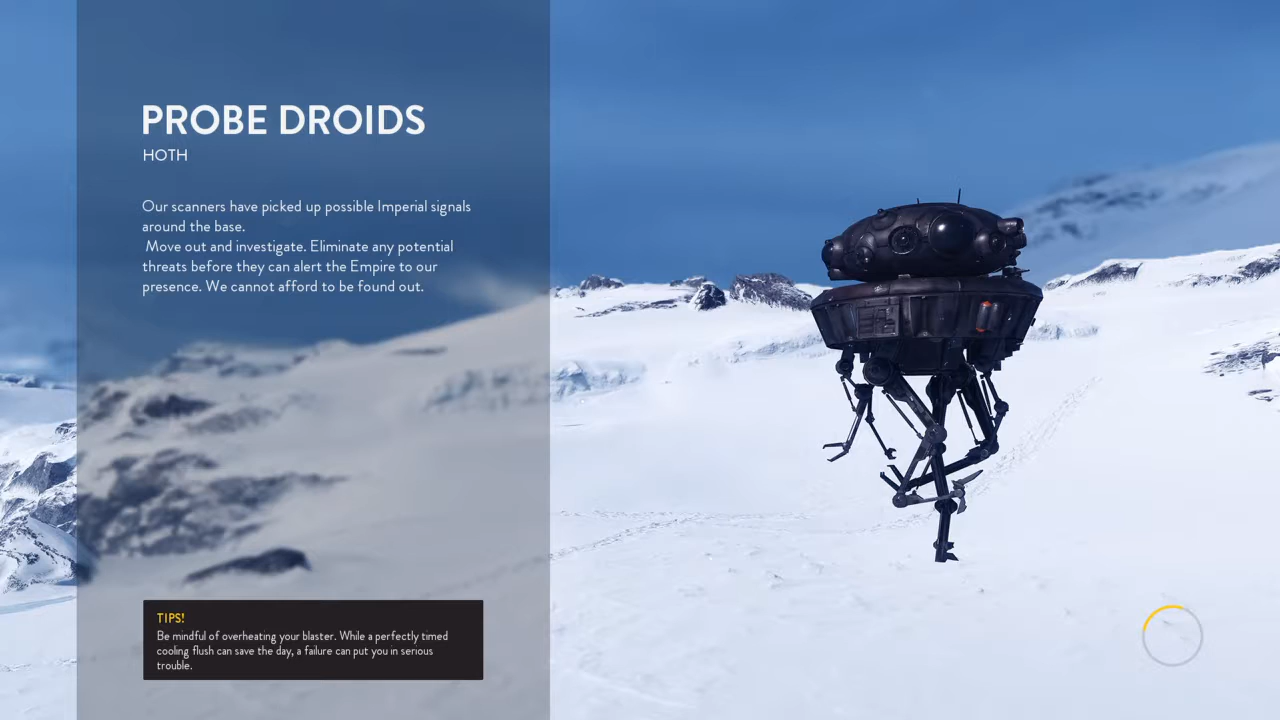 PROBE DROIDS
HOTH
Our scanners have picked up possible Imperial signals
around the base.
Move out and investigate. Eliminate any potential
threats before they can alert the Empire to our
presence. We cannot afford to be found out.
TIPS!
Be mindful of overheating your blaster. While a perfectly timed
cooling flush can save the day, a failure can put you in serious
trouble.